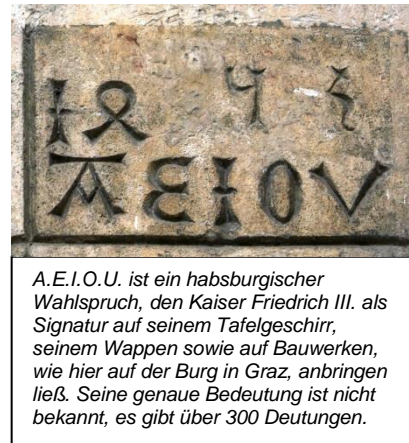 1453
AEIOV
A.E.I.O.U. ist ein habsburgischer
Wahlspruch, den Kaiser Friedrich III. als
Signatur auf seinem Tafelgeschirr,
seinem Wappen sowie auf Bauwerken,
wie hier auf der Burg in Graz, anbringen
ließ. Seine genaue Bedeutung ist nicht
bekannt, es gibt über 300 Deutungen.